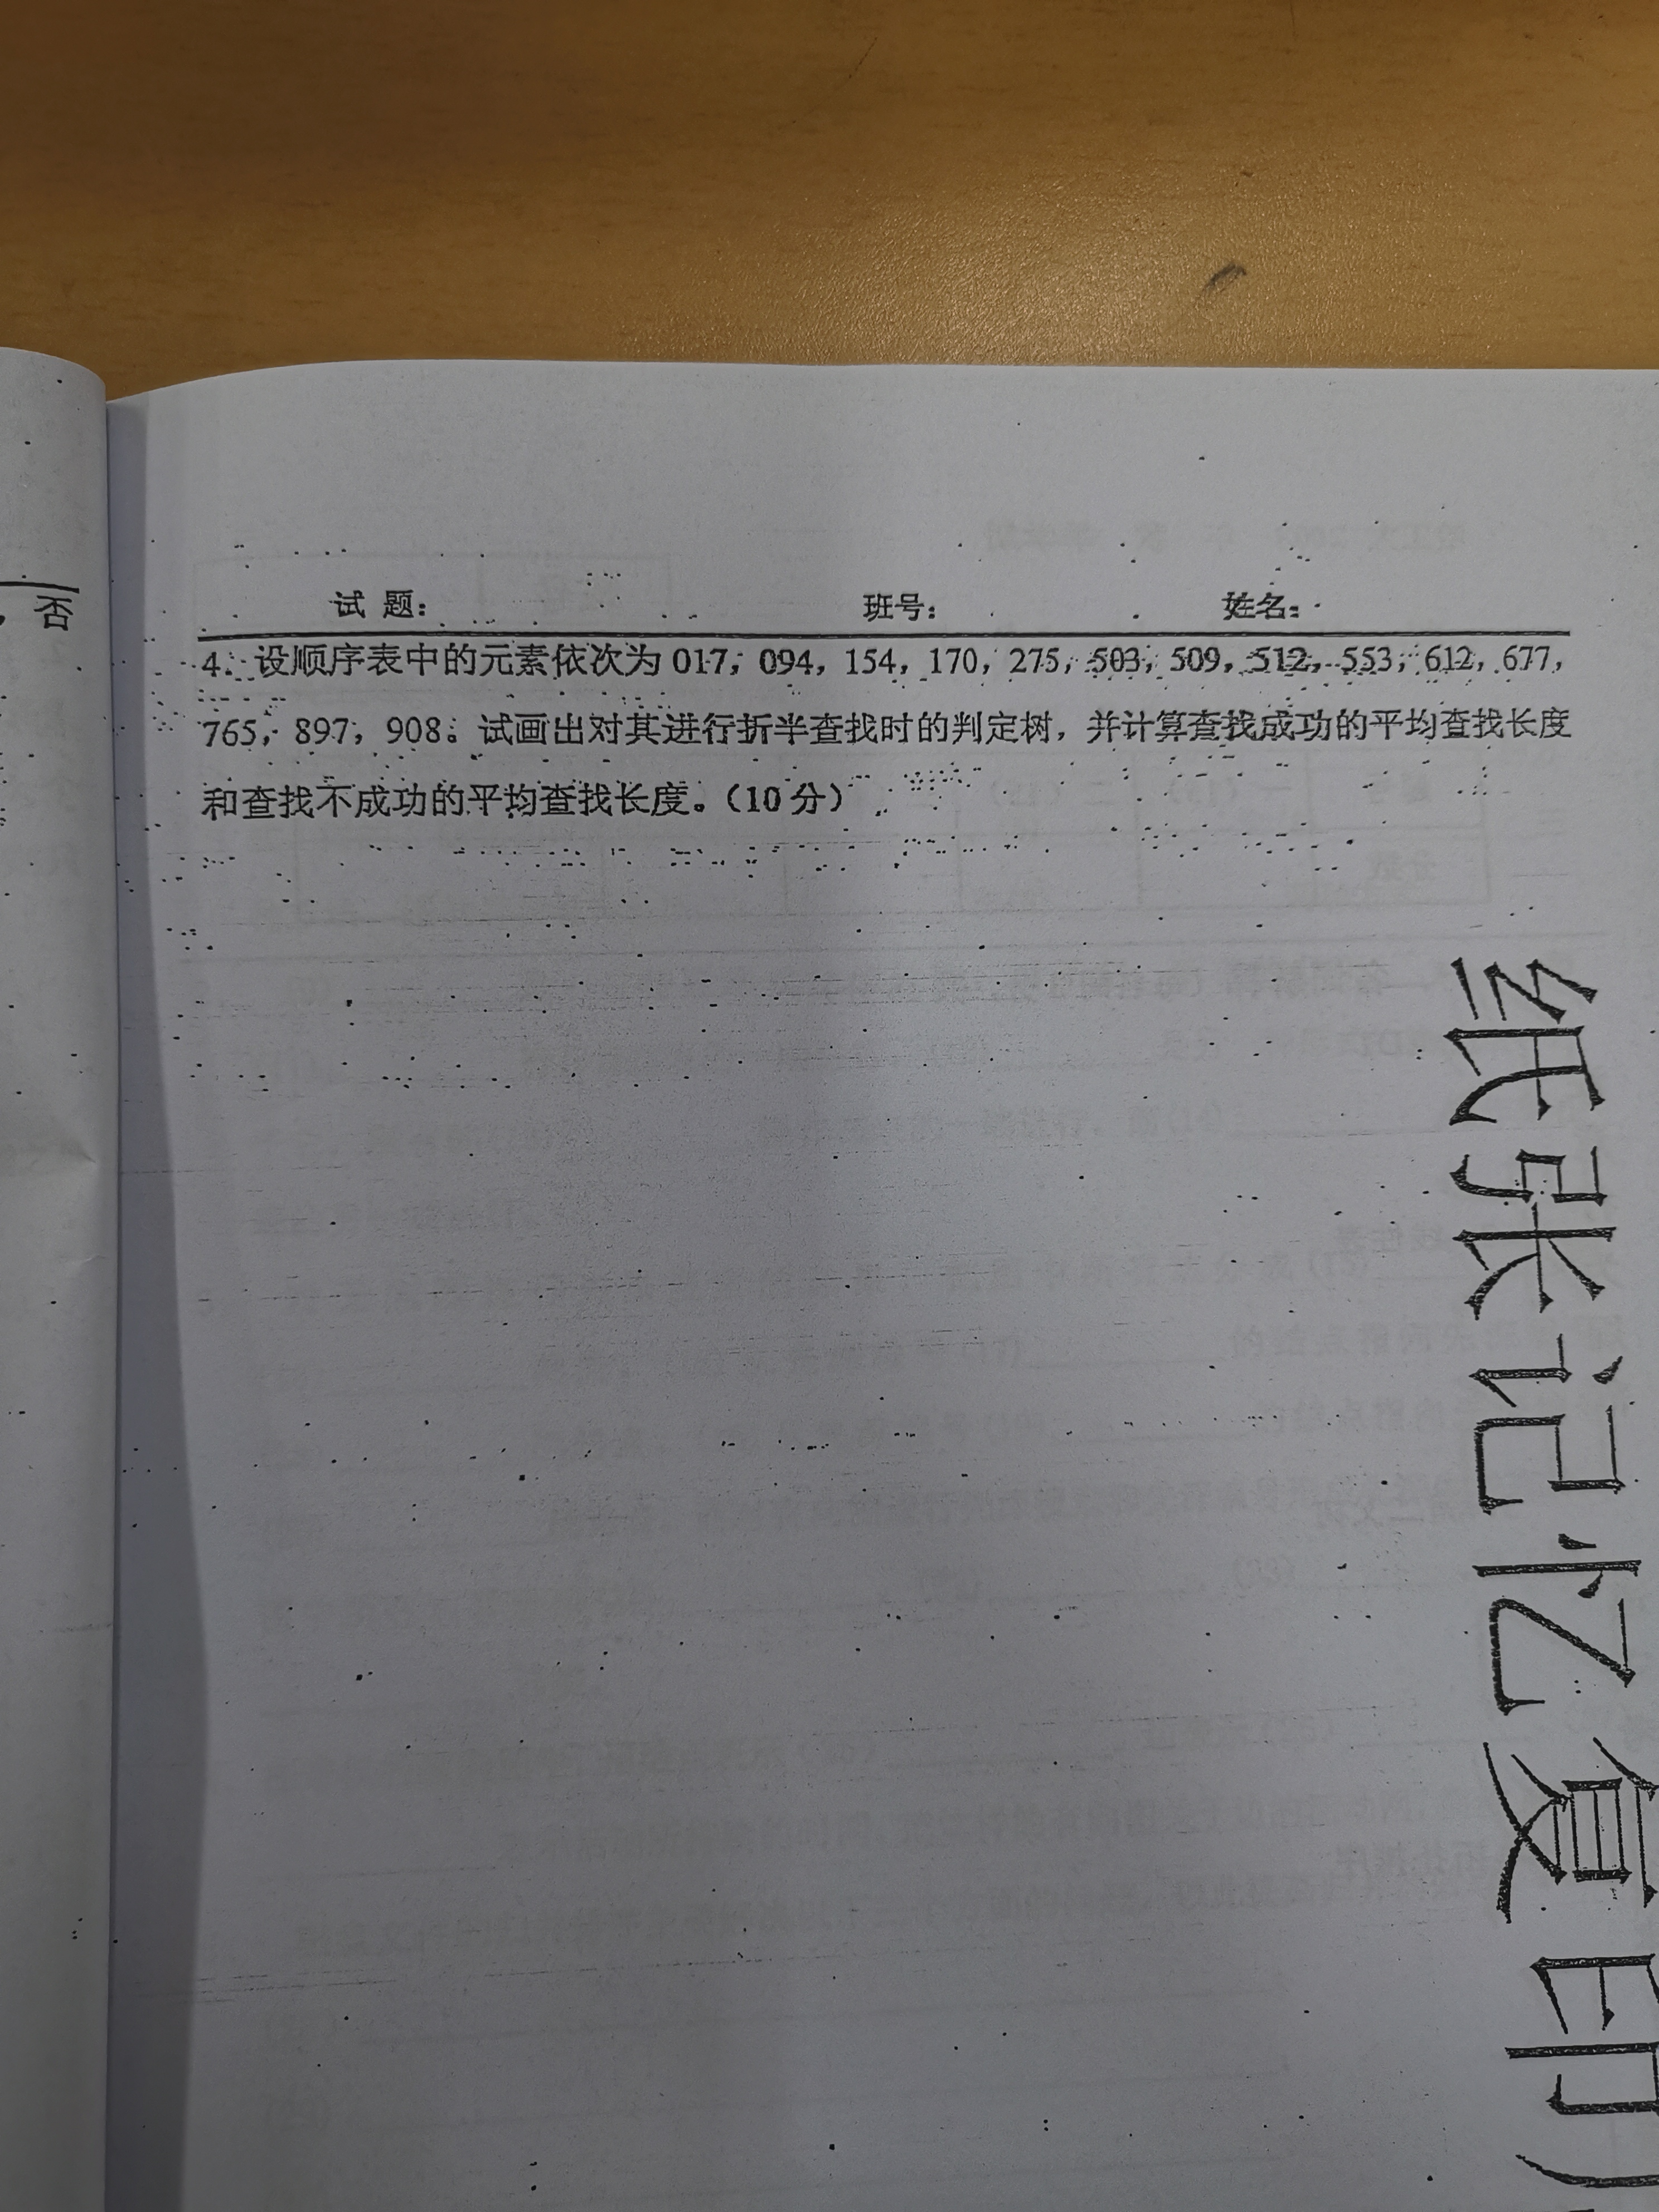 否
试 题: 班号: 姓名:
4. 设顺序表中的元素依次为 017, 094, 154, 170, 275, 503, 509, 512, 553, 612, 677,
765, 897, 908。试画出对其进行折半查找时的判定树, 并计算查找成功的平均查找长度
和查找不成功的平均查找长度。(10 分)
纸张记忆复印